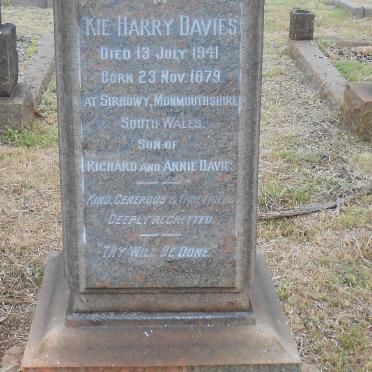 KIE HARRY DAVIES
DIED 13 JULY 1941
BORN 23 NOV. 1879
AT SIRHOWY, MONMOUTHSHIRE
SOUTH WALES.
SON OF
RICHARD AND ANNIE DAVIES
KIND, GENEROUS & TRUE FRIEND
DEEPLY REGRETTED.
"THY WILL BE DONE."